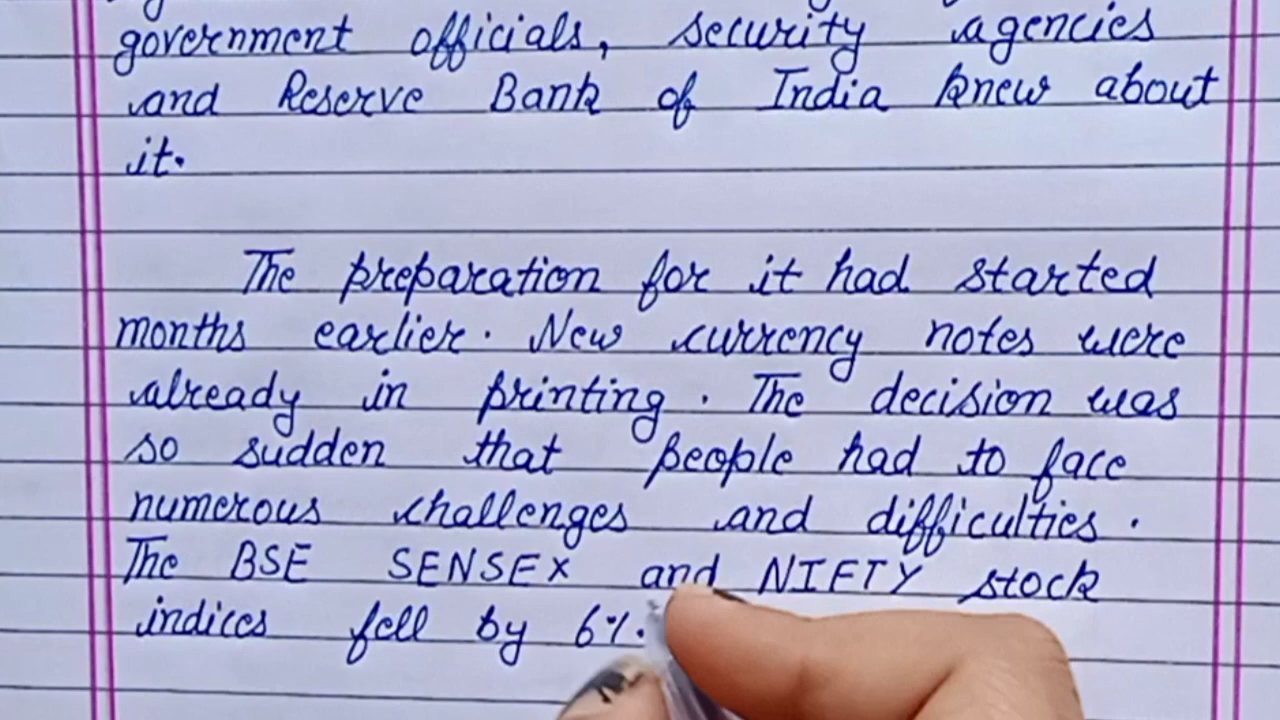 government officials, security agencies
and Reserve Bank of India knew about
it.
The preparation for it had started
months earlier. New currency notes were
already in printing. The decision was
so sudden that people had to face
numerous challenges and difficulties.
The BSE SENSEX and NIFTY stock
indices fell by 6%.